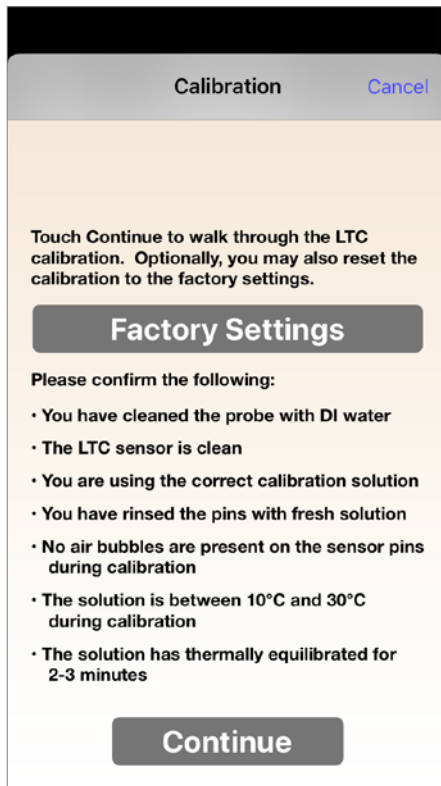 Calibration
Cancel
Touch Continue to walk through the LTC
calibration.  Optionally, you may also reset the
calibration to the factory settings.
Factory Settings
Please confirm the following:
· You have cleaned the probe with DI water
· The LTC sensor is clean
· You are using the correct calibration solution
· You have rinsed the pins with fresh solution
· No air bubbles are present on the sensor pins
during calibration
· The solution is between 10°C and 30°C
during calibration
· The solution has thermally equilibrated for
2-3 minutes
Continue